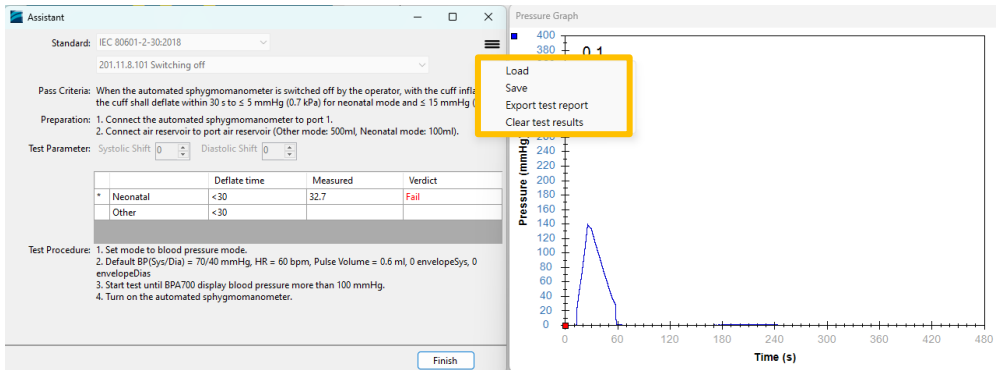 Assistant
Standard: IEC 80601-2-30:2018
201.11.8.101 Switching off
Pass Criteria: When the automated sphygmomanometer is switched off by the operator, with the cuff infla
the cuff shall deflate within 30 s to ≤ 5 mmHg (0.7 kPa) for neonatal mode and ≤ 15 mmHg (
Preparation: 1. Connect the automated sphygmomanometer to port 1.
2. Connect air reservoir to port air reservoir (Other mode: 500ml, Neonatal mode: 100ml).
Test Parameter: Systolic Shift 0 Diastolic Shift 0
Deflate time Measured Verdict
* Neonatal <30 32.7 Fail
Other <30
Test Procedure: 1. Set mode to blood pressure mode.
2. Default BP(Sys/Dia) = 70/40 mmHg, HR = 60 bpm, Pulse Volume = 0.6 ml, 0 envelopeSys, 0
envelopeDias
3. Start test until BPA700 display blood pressure more than 100 mmHg.
4. Turn on the automated sphygmomanometer.
Finish
Load
Save
Export test report
Clear test results
Pressure Graph
400
380
0.1
260
240
220
200
180
160
140
120
100
80
60
40
20
0
Pressure (mmHg)
0 60 120 180 240 300 360 420 480
Time (s)